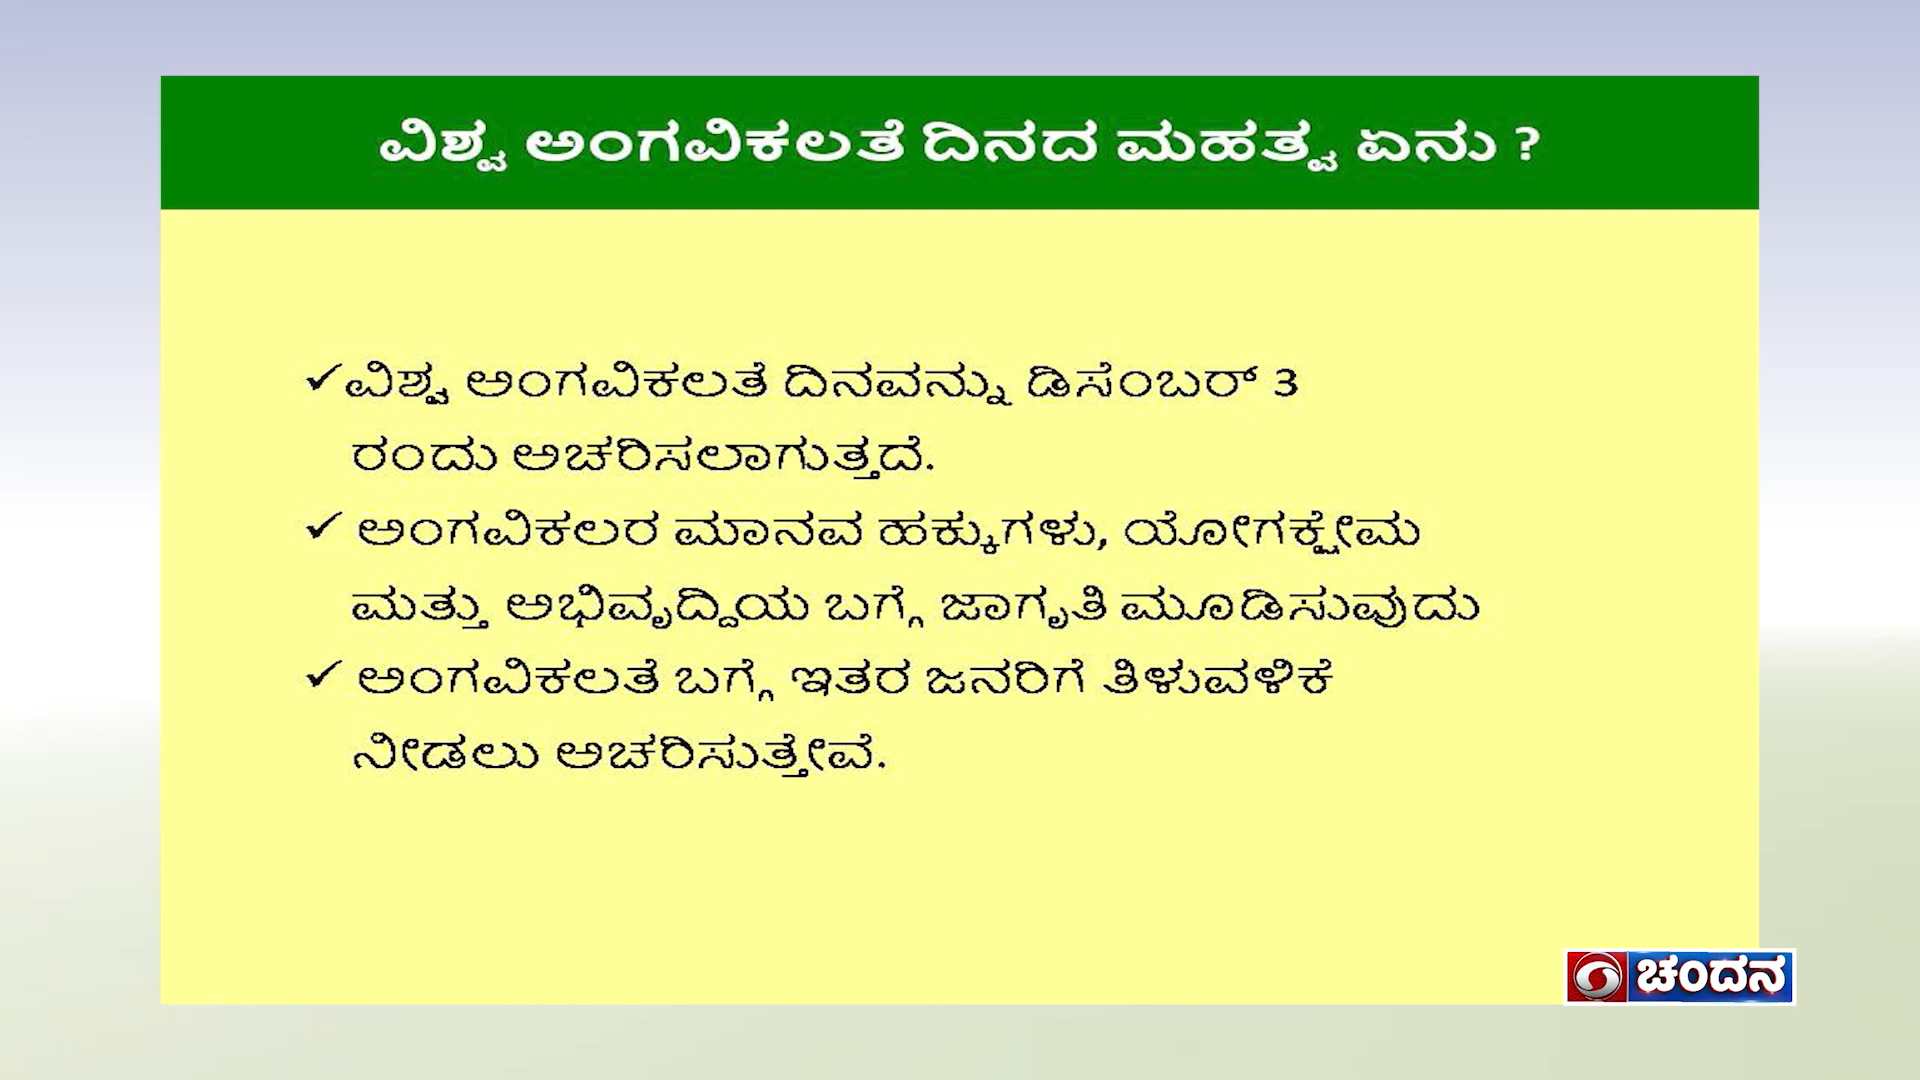 ವಿಶ್ವ ಅಂಗವಿಕಲತೆ ದಿನದ ಮಹತ್ವ ಏನು ?
✓ವಿಶ್ವ ಅಂಗವಿಕಲತೆ ದಿನವನ್ನು ಡಿಸೆಂಬರ್ 3
ರಂದು ಅಚರಿಸಲಾಗುತ್ತದೆ.
✓ ಅಂಗವಿಕಲರ ಮಾನವ ಹಕ್ಕುಗಳು, ಯೋಗಕ್ಷೇಮ
ಮತ್ತು ಅಭಿವೃದ್ದಿಯ ಬಗ್ಗೆ ಜಾಗೃತಿ ಮೂಡಿಸುವುದು
✓ ಅಂಗವಿಕಲತೆ ಬಗ್ಗೆ ಇತರ ಜನರಿಗೆ ತಿಳುವಳಿಕೆ
ನೀಡಲು ಅಚರಿಸುತ್ತೇವೆ.
ಚಂದನ